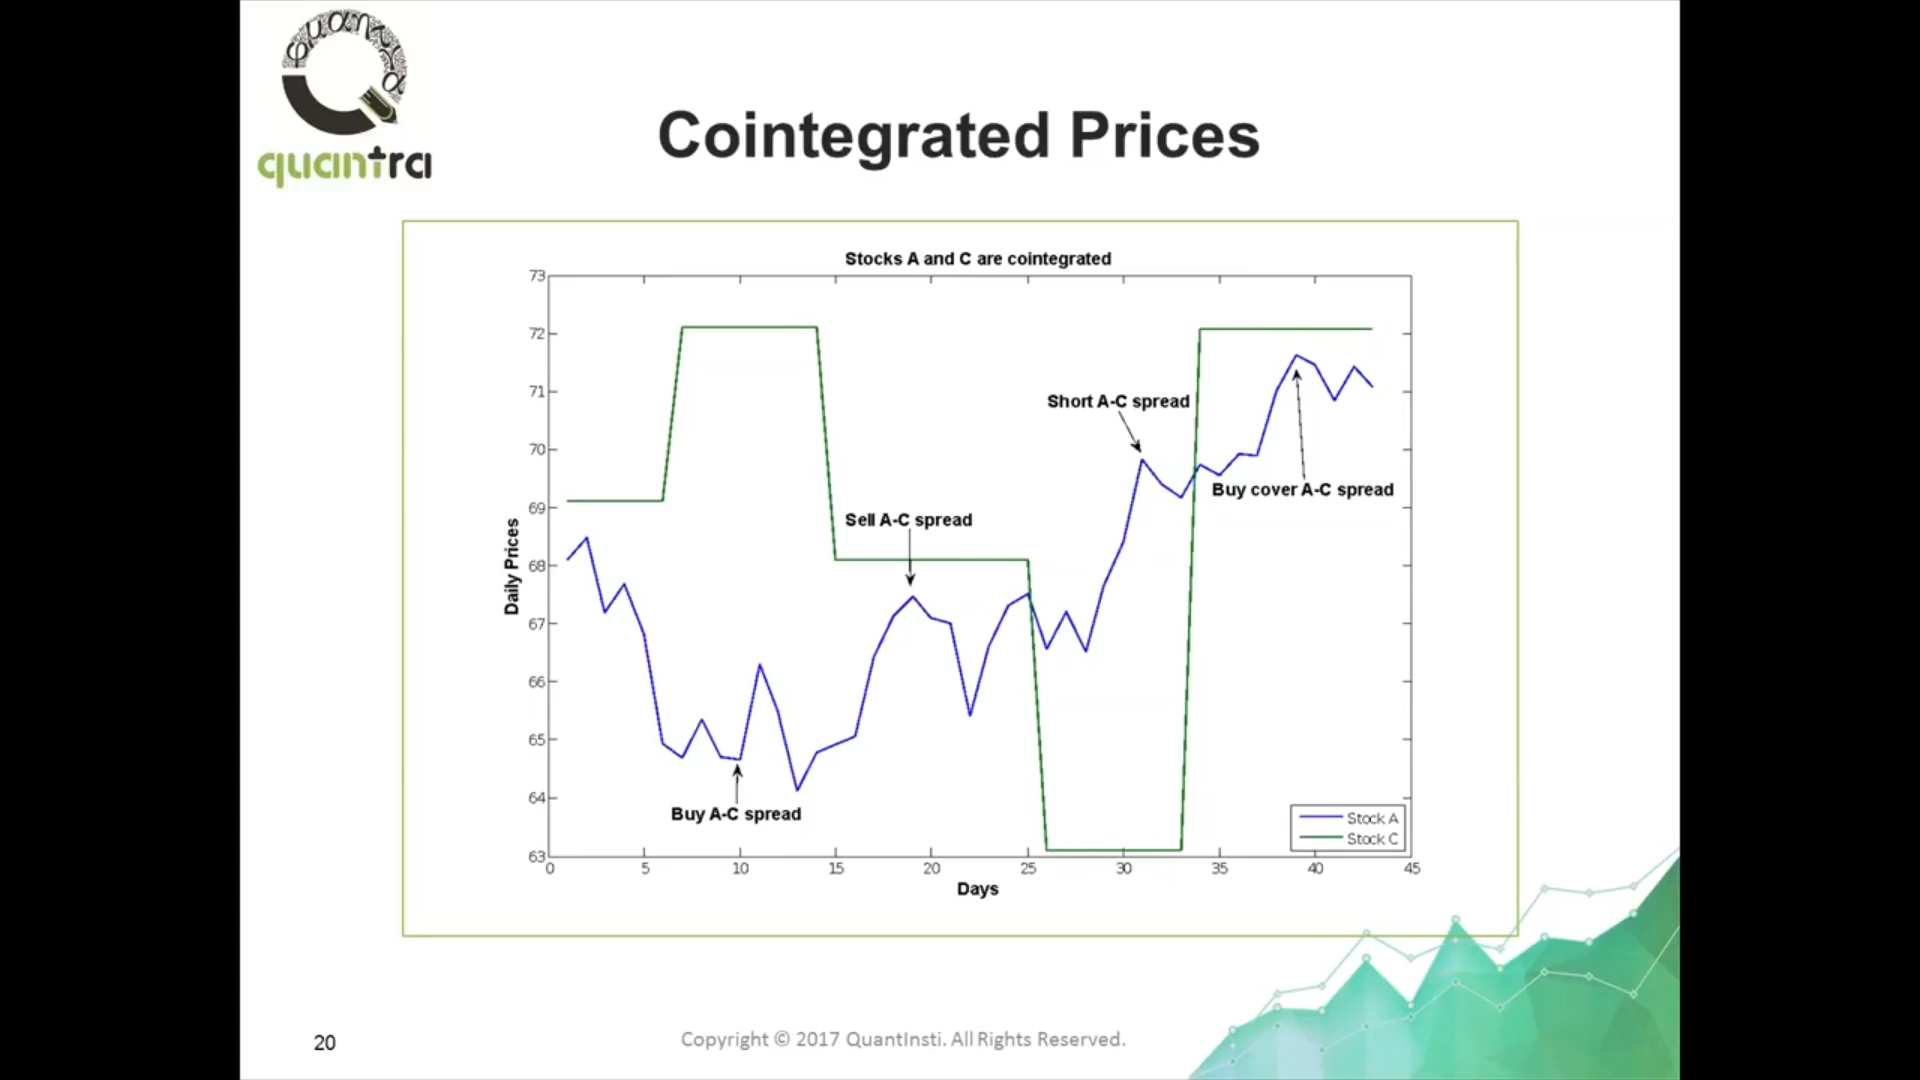 quantra
Cointegrated Prices
Stocks A and C are cointegrated
73
72
71
70
69
68
67
66
65
64
63
Daily Prices
Short A-C spread
Buy cover A-C spread
Sell A-C spread
Buy A-C spread
Stock A
Stock C
0 5 10 15 20 25 30 35 40 45
Days
20
Copyright © 2017 QuantInsti. All Rights Reserved.